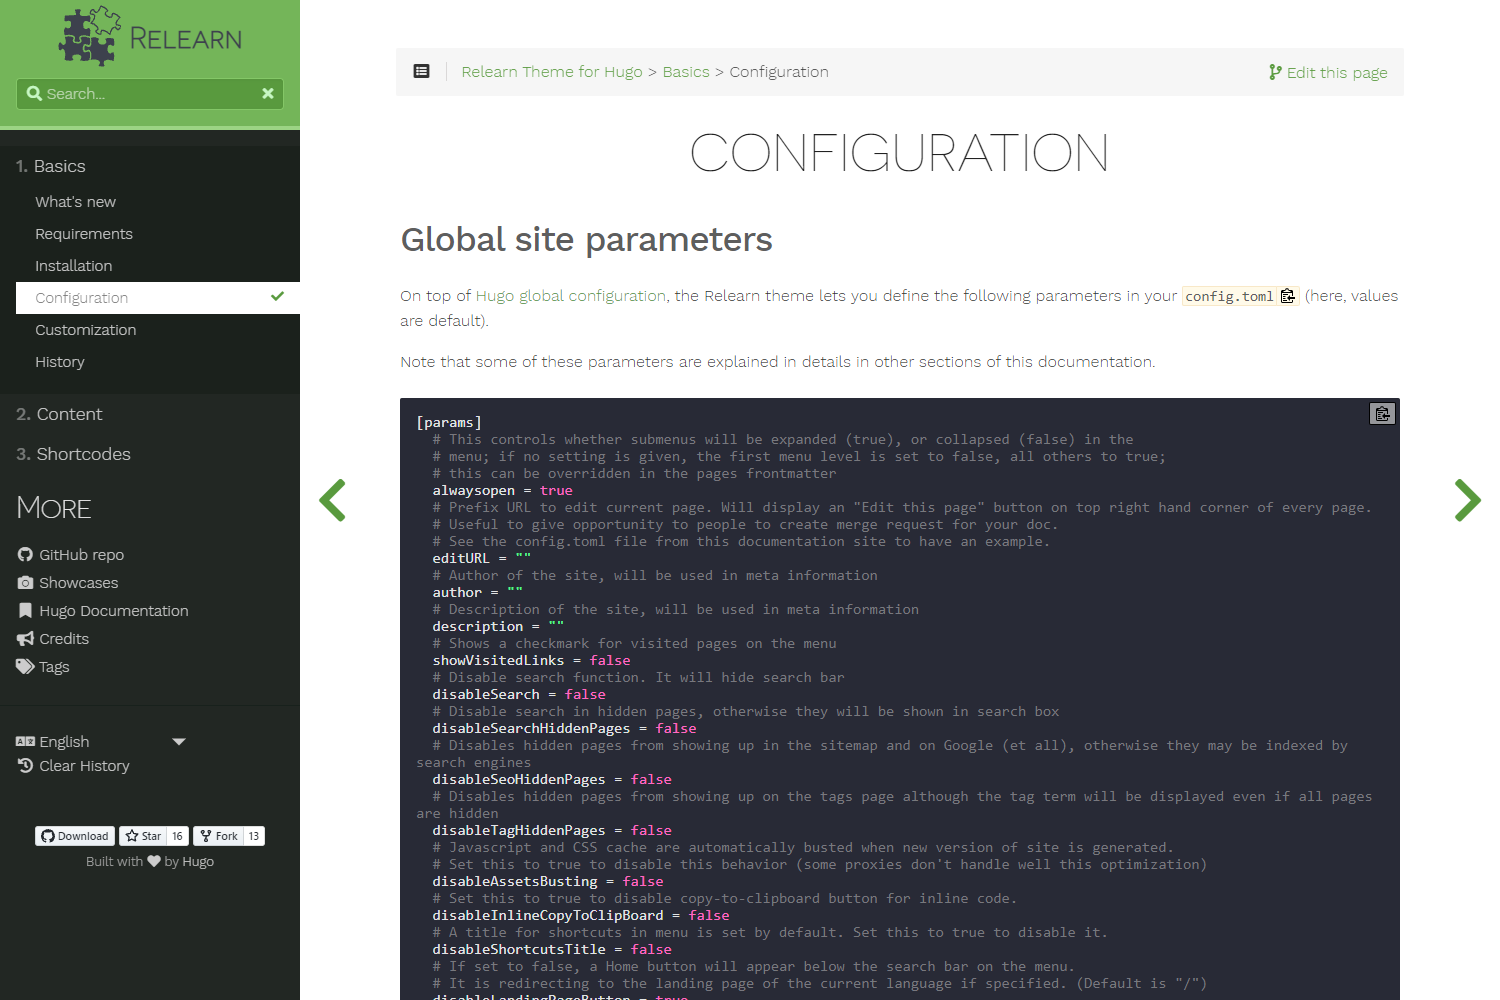 Relearn
Search...
1. Basics
What's new
Requirements
Installation
Configuration
Customization
History
2. Content
3. Shortcodes
More
GitHub repo
Showcases
Hugo Documentation
Credits
Tags
English
Clear History
Download Star 16 Fork 13
Built with ❤ by Hugo
Relearn Theme for Hugo > Basics > Configuration
Edit this page
CONFIGURATION
Global site parameters
On top of Hugo global configuration, the Relearn theme lets you define the following parameters in your config.toml (here, values
are default).
Note that some of these parameters are explained in details in other sections of this documentation.
[params]
# This controls whether submenus will be expanded (true), or collapsed (false) in the
# menu; if no setting is given, the first menu level is set to false, all others to true;
# this can be overridden in the pages frontmatter
alwaysopen = true
# Prefix URL to edit current page. Will display an "Edit this page" button on top right hand corner of every page.
# Useful to give opportunity to people to create merge request for your doc.
# See the config.toml file from this documentation site to have an example.
editURL = ""
# Author of the site, will be used in meta information
author = ""
# Description of the site, will be used in meta information
description = ""
# Shows a checkmark for visited pages on the menu
showVisitedLinks = false
# Disable search function. It will hide search bar
disableSearch = false
# Disable search in hidden pages, otherwise they will be shown in search box
disableSearchHiddenPages = false
# Disables hidden pages from showing up in the sitemap and on Google (et all), otherwise they may be indexed by
search engines
disableSeoHiddenPages = false
# Disables hidden pages from showing up on the tags page although the tag term will be displayed even if all pages
are hidden
disableTagHiddenPages = false
# Javascript and CSS cache are automatically busted when new version of site is generated.
# Set this to true to disable this behavior (some proxies don't handle well this optimization)
disableAssetsBusting = false
# Set this to true to disable copy-to-clipboard button for inline code.
disableInlineCopyToClipBoard = false
# A title for shortcuts in menu is set by default. Set this to true to disable it.
disableShortcutsTitle = false
# If set to false, a Home button will appear below the search bar on the menu.
# It is redirecting to the landing page of the current language if specified. (Default is "/")
disableLandingPageButton = true